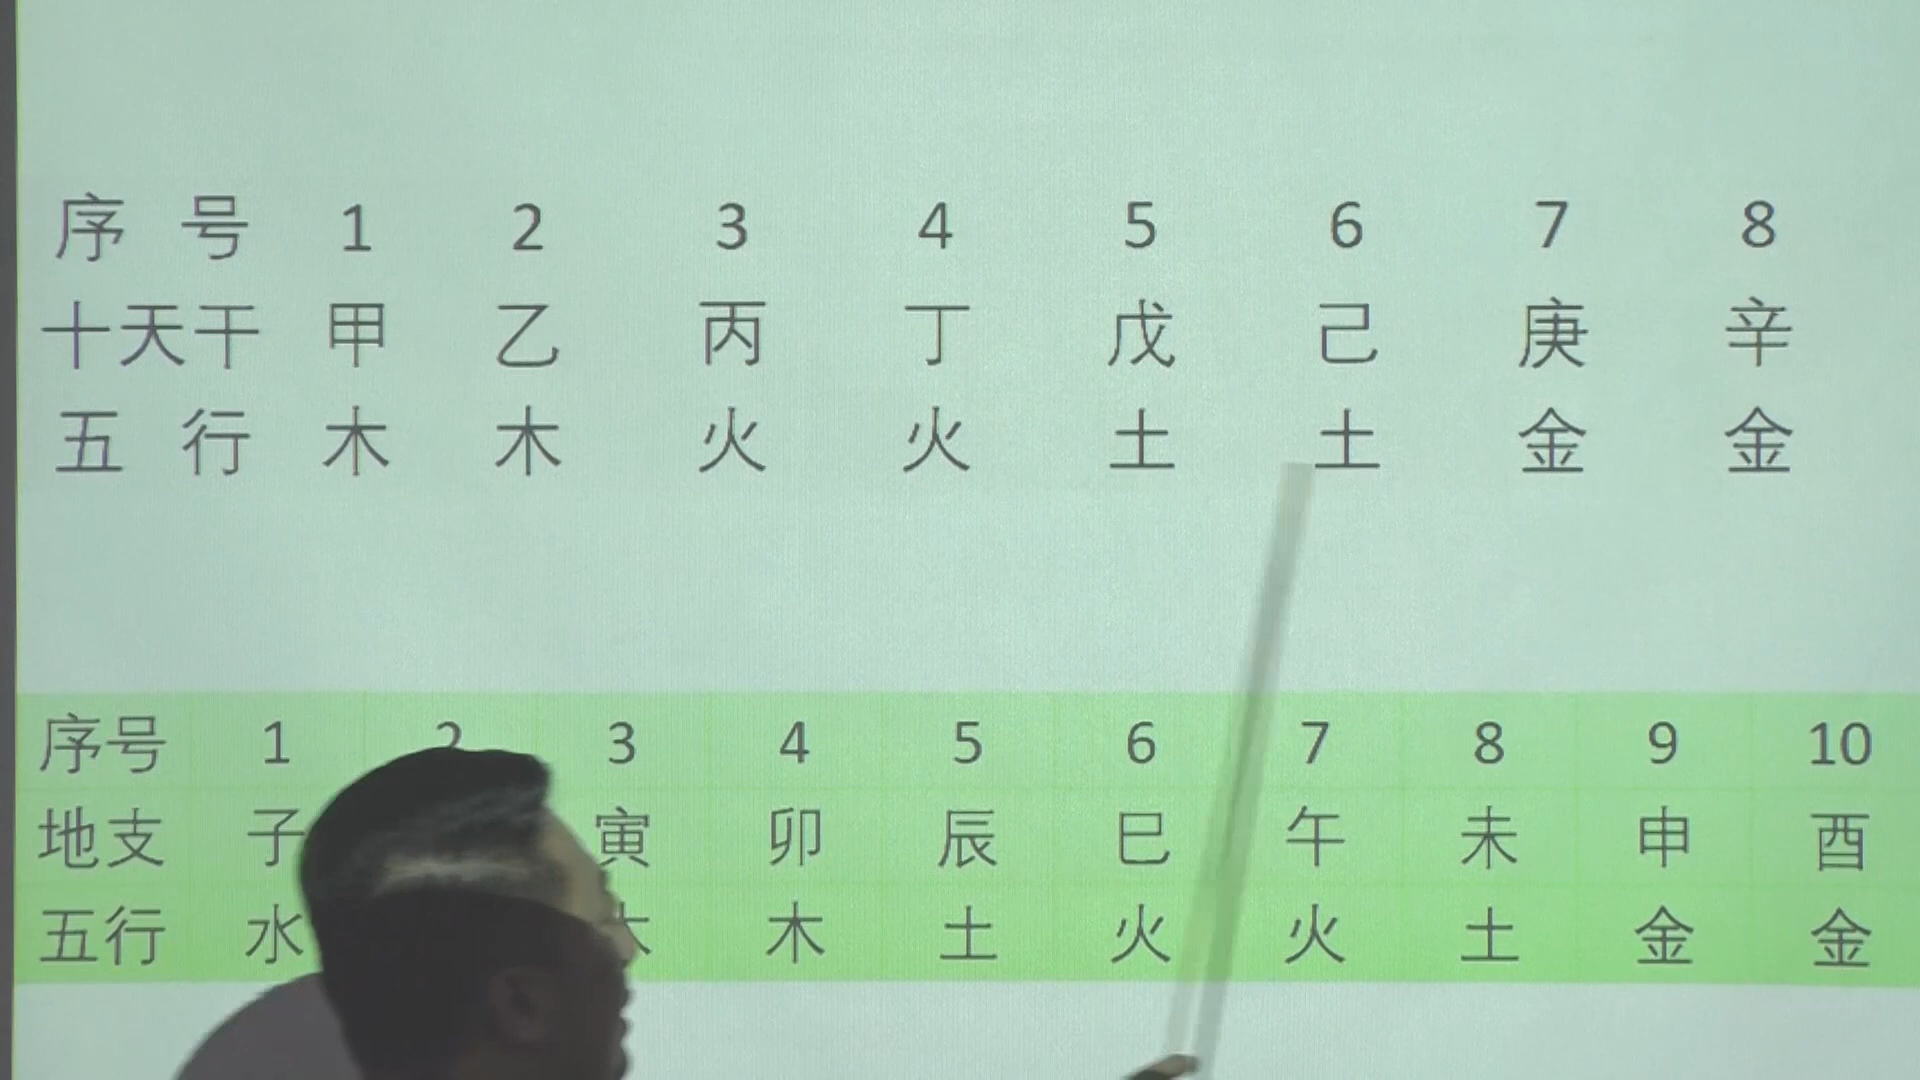 序 号 1 2 3 4 5 6 7 8
十天干 甲 乙 丙 丁 戊 己 庚 辛
五 行 木 木 火 火 土 土 金 金
序号 1 2 3 4 5 6 7 8 9 10
地支 子 寅 卯 辰 巳 午 未 申 酉
五行 水 木 土 火 火 土 金 金